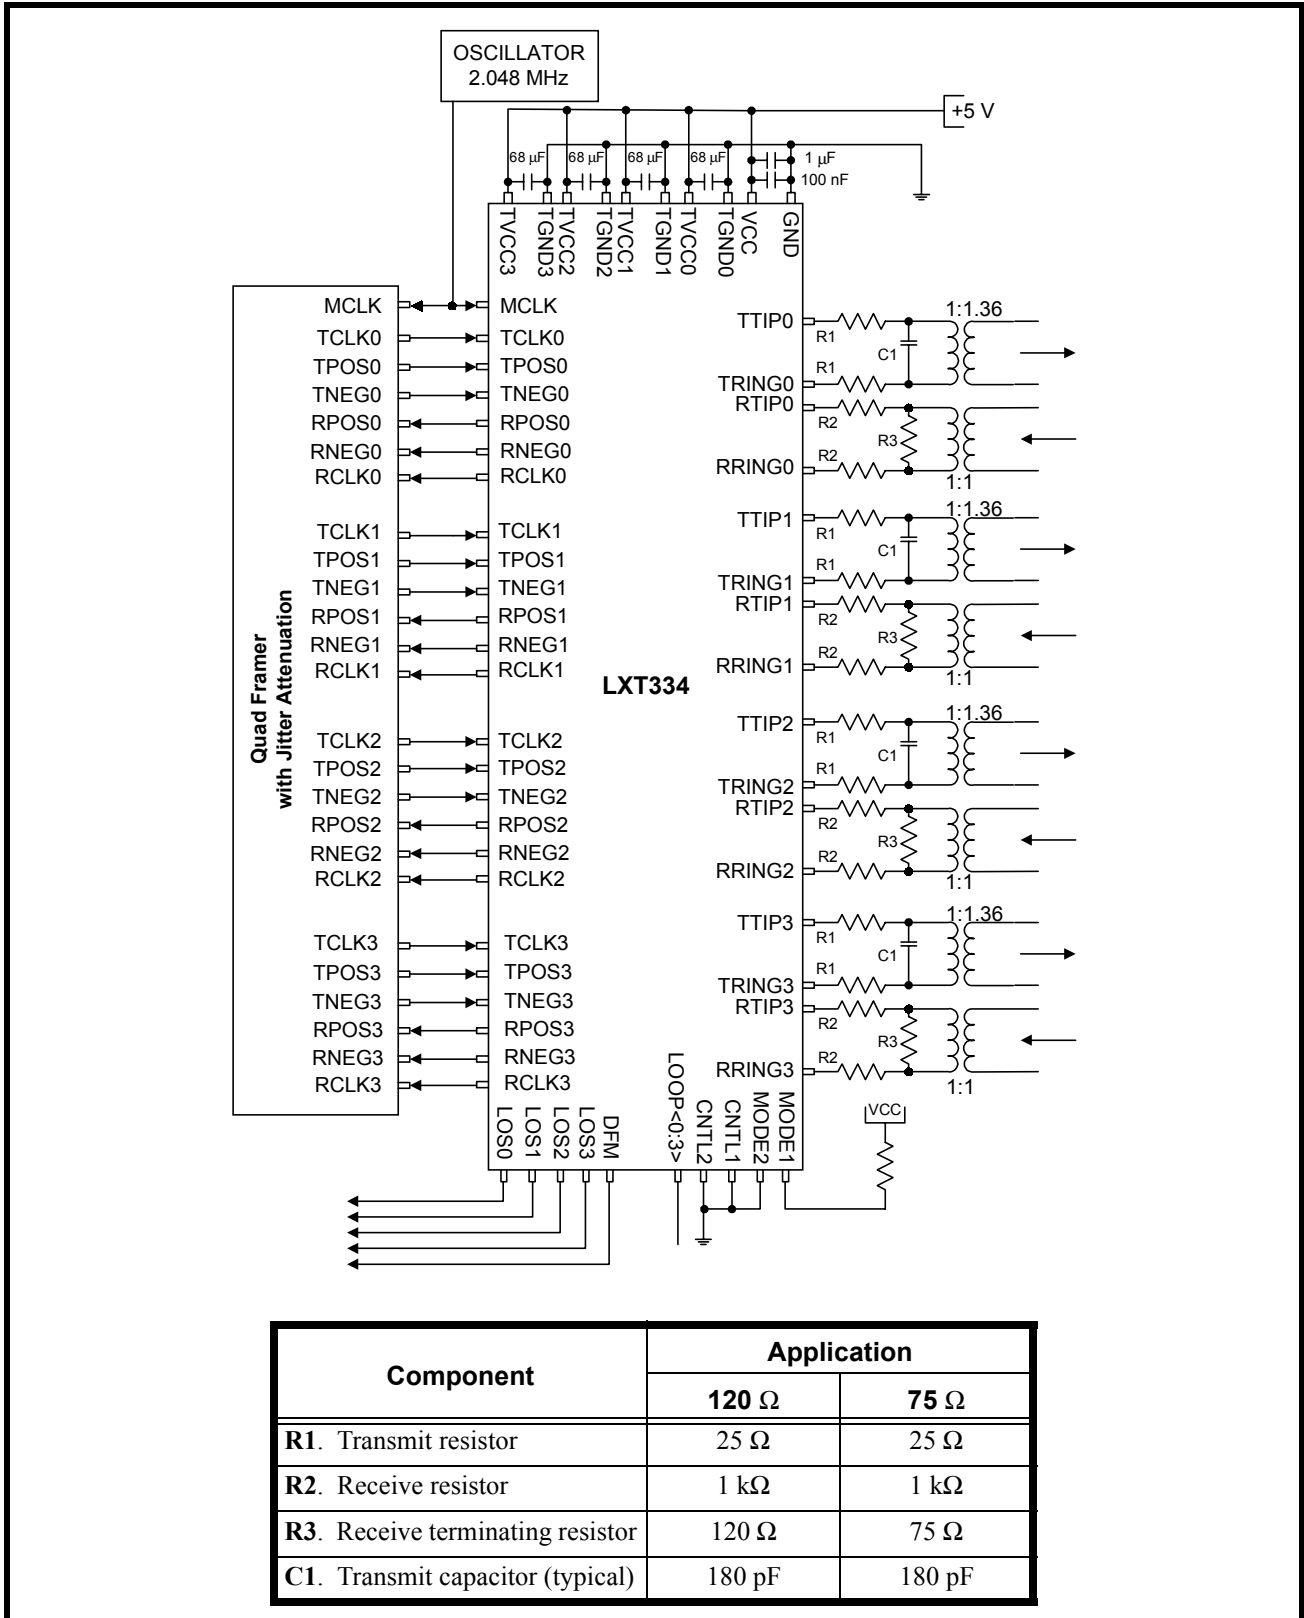 OSCILLATOR
2.048 MHz
+5 V
68 µF 68 µF 68 µF 68 µF 1 µF
100 nF
TVCC3 TGND3 TVCC2 TGND2 TVCC1 TGND1 TVCC0 TGND0 VCC GND
Quad Framer
with Jitter Attenuation
LXT334
MCLK MCLK
TCLK0 TCLK0
TPOS0 TPOS0
TNEG0 TNEG0
RPOS0 RPOS0
RNEG0 RNEG0
RCLK0 RCLK0
TCLK1 TCLK1
TPOS1 TPOS1
TNEG1 TNEG1
RPOS1 RPOS1
RNEG1 RNEG1
RCLK1 RCLK1
TCLK2 TCLK2
TPOS2 TPOS2
TNEG2 TNEG2
RPOS2 RPOS2
RNEG2 RNEG2
RCLK2 RCLK2
TCLK3 TCLK3
TPOS3 TPOS3
TNEG3 TNEG3
RPOS3 RPOS3
RNEG3 RNEG3
RCLK3 RCLK3
TTIP0 1:1.36
R1
C1
R1
TRING0
RTIP0
R2
R3
R2
RRING0
1:1
TTIP1 1:1.36
R1
C1
R1
TRING1
RTIP1
R2
R3
R2
RRING1
1:1
TTIP2 1:1.36
R1
C1
R1
TRING2
RTIP2
R2
R3
R2
RRING2
1:1
TTIP3 1:1.36
R1
C1
R1
TRING3
RTIP3
R2
R3
R2
RRING3
1:1
LOS0 LOS1 LOS2 LOS3 DFM LOOP<0:3> CNTL2 CNTL1 MODE2 MODE1
VCC
Component Application
120 Ω 75 Ω
R1. Transmit resistor 25 Ω 25 Ω
R2. Receive resistor 1 kΩ 1 kΩ
R3. Receive terminating resistor 120 Ω 75 Ω
C1. Transmit capacitor (typical) 180 pF 180 pF